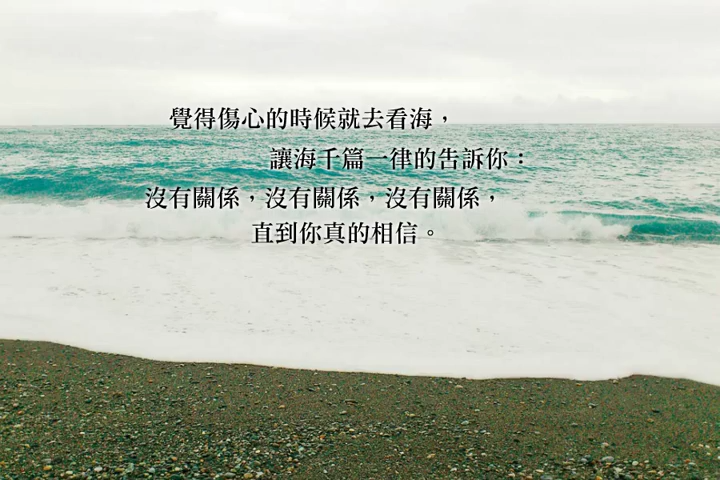 覺得傷心的時候就去看海，
讓海千篇一律的告訴你：
沒有關係，沒有關係，沒有關係，
直到你真的相信。